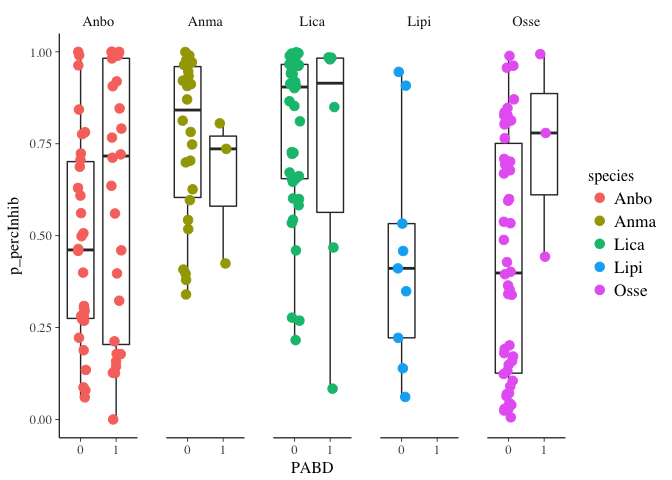 Anbo Anma Lica Lipi Osse
1.00
0.75
0.50
0.25
0.00
p_percInhib
0 1 0 1 0 1 0 1 0 1
PABD
species
Anbo
Anma
Lica
Lipi
Osse